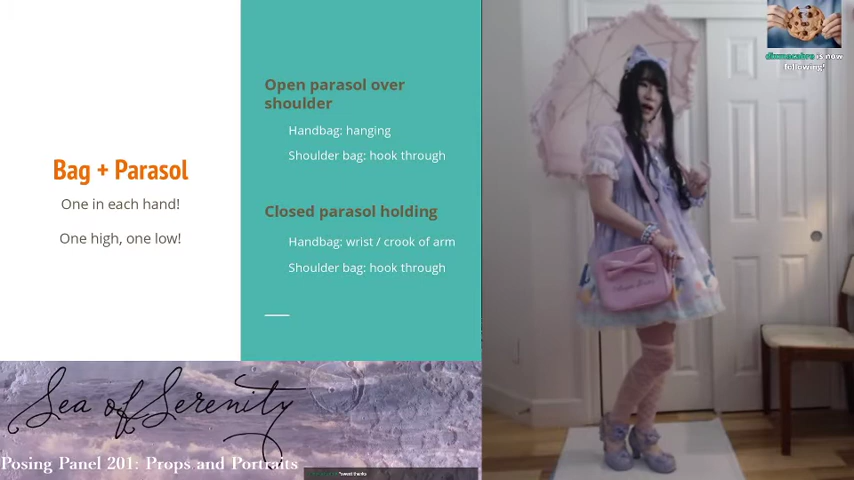 Bag + Parasol
One in each hand!
One high, one low!
Open parasol over
shoulder
Handbag: hanging
Shoulder bag: hook through
Closed parasol holding
Handbag: wrist / crook of arm
Shoulder bag: hook through
Sea of Serenity
Posing Panel 201: Props and Portraits
is now
following!
sweet thanks